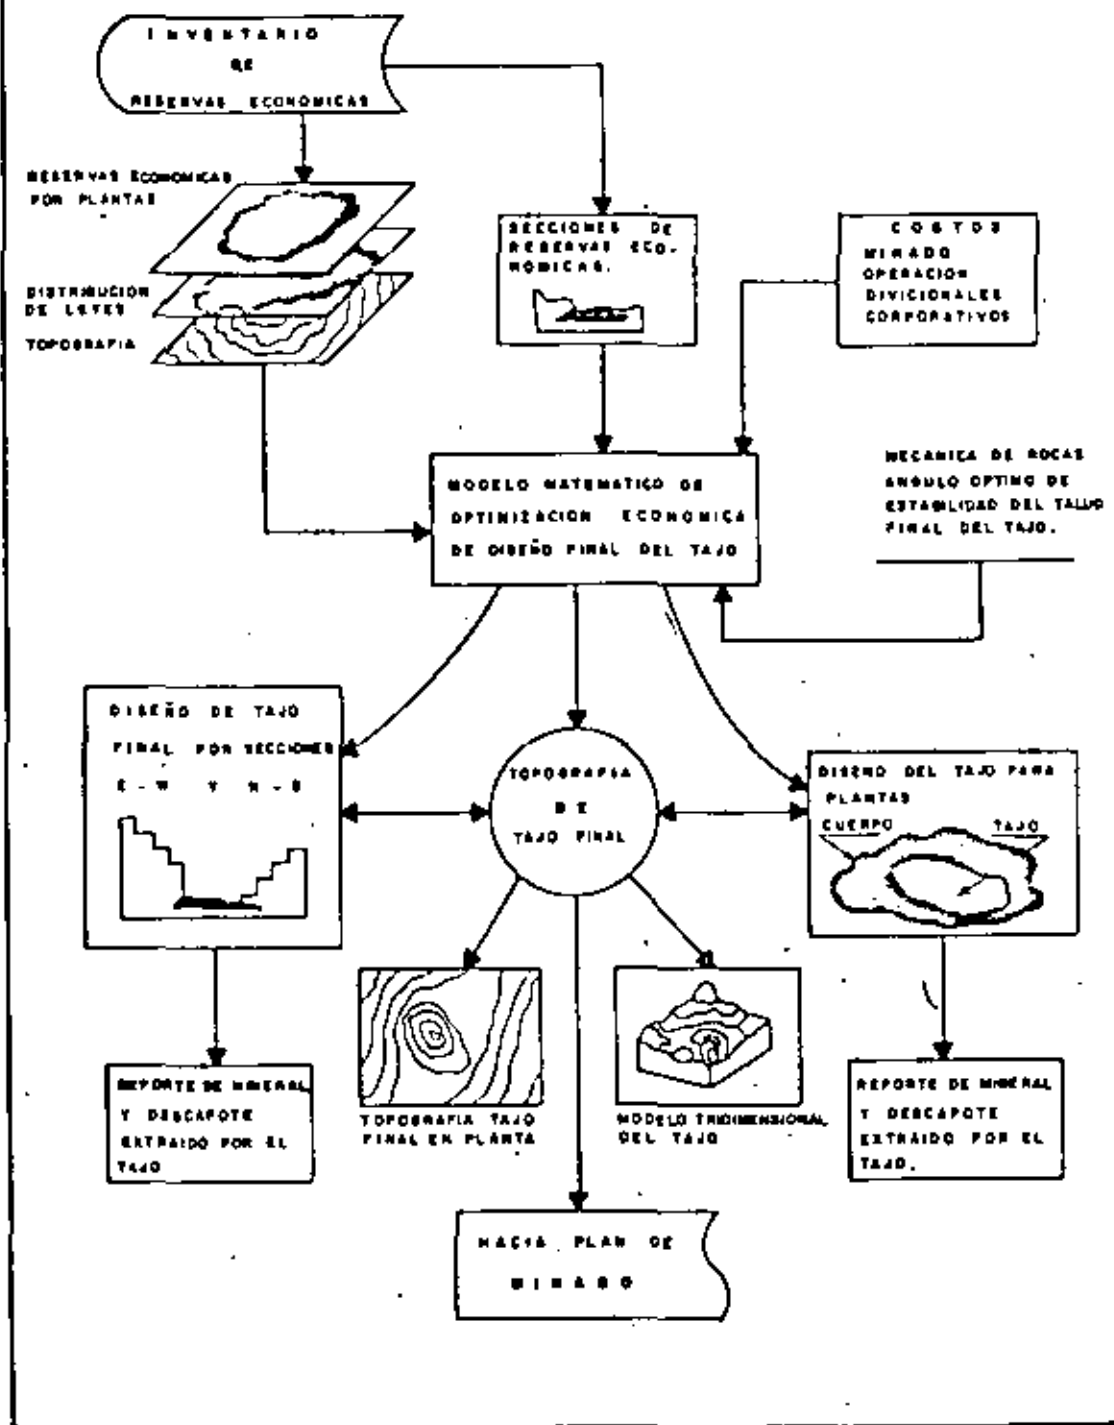 INVENTARIO
DE
RESERVAS ECONOMICAS
RESERVAS ECONOMICAS
POR PLANTAS
DISTRIBUCION
DE LEYES
TOPOGRAFIA
SECCIONES DE
RESERVAS ECO-
NOMICAS.
COSTOS
MINADO
OPERACION
DIVICIONALES
CORPORATIVOS
MECANICA DE ROCAS
ANGULO OPTIMO DE
ESTABILIDAD DEL TALUD
FINAL DEL TAJO.
MODELO MATEMATICO DE
OPTINIZACION ECONOMICA
DE DISEÑO FINAL DEL TAJO
DISEÑO DE TAJO
FINAL POR SECCIONES
E - W Y N - S
TOPOGRAFIA
DE
TAJO FINAL
DISENO DEL TAJO PARA
PLANTAS
CUERPO TAJO
REPORTE DE MINERAL
Y DESCAPOTE
EXTRAIDO POR EL
TAJO
TOPOGRAFIA TAJO
FINAL EN PLANTA
MODELO TRIDIMENSIONAL
DEL TAJO
REPORTE DE MINERAL
Y DESCAPOTE
EXTRAIDO POR EL
TAJO.
HACIA PLAN DE
MINADO